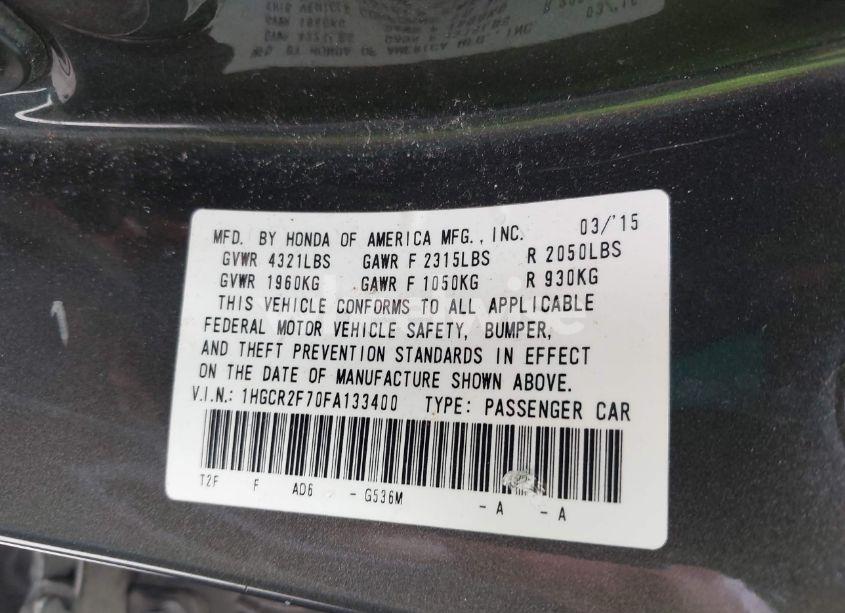 MFD. BY HONDA OF AMERICA MFG., INC. 03/'15
GVWR 4321LBS GAWR F 2315LBS R 2050LBS
GVWR 1960KG GAWR F 1050KG R 930KG
THIS VEHICLE CONFORMS TO ALL APPLICABLE
FEDERAL MOTOR VEHICLE SAFETY, BUMPER,
AND THEFT PREVENTION STANDARDS IN EFFECT
ON THE DATE OF MANUFACTURE SHOWN ABOVE.
V.I.N.: 1HGCR2F70FA133400 TYPE: PASSENGER CAR
T2F F AD6 - G536M - A - A